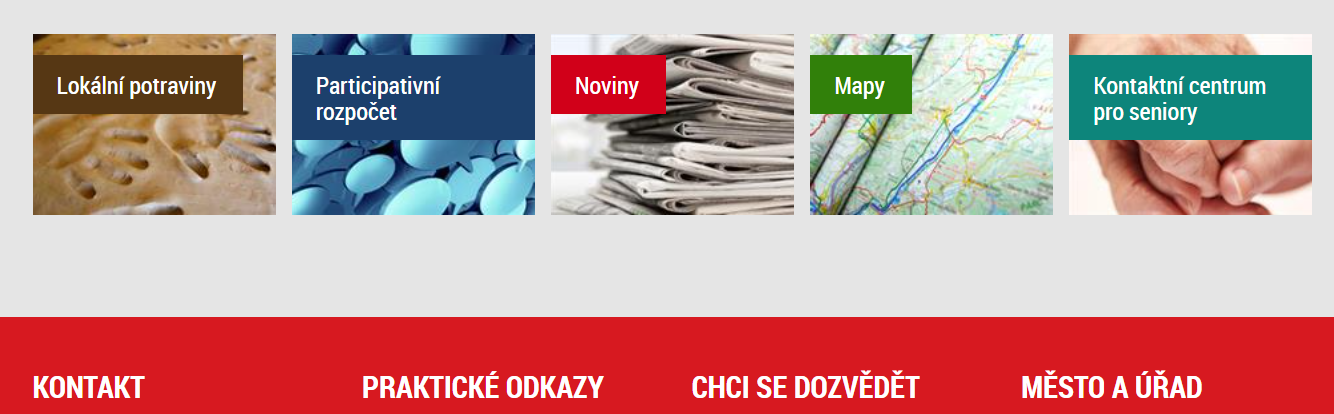 Lokální potraviny
Participativní
rozpočet
Noviny
Mapy
Kontaktní centrum
pro seniory
KONTAKT
PRAKTICKÉ ODKAZY
CHCI SE DOZVĚDĚT
MĚSTO A ÚŘAD